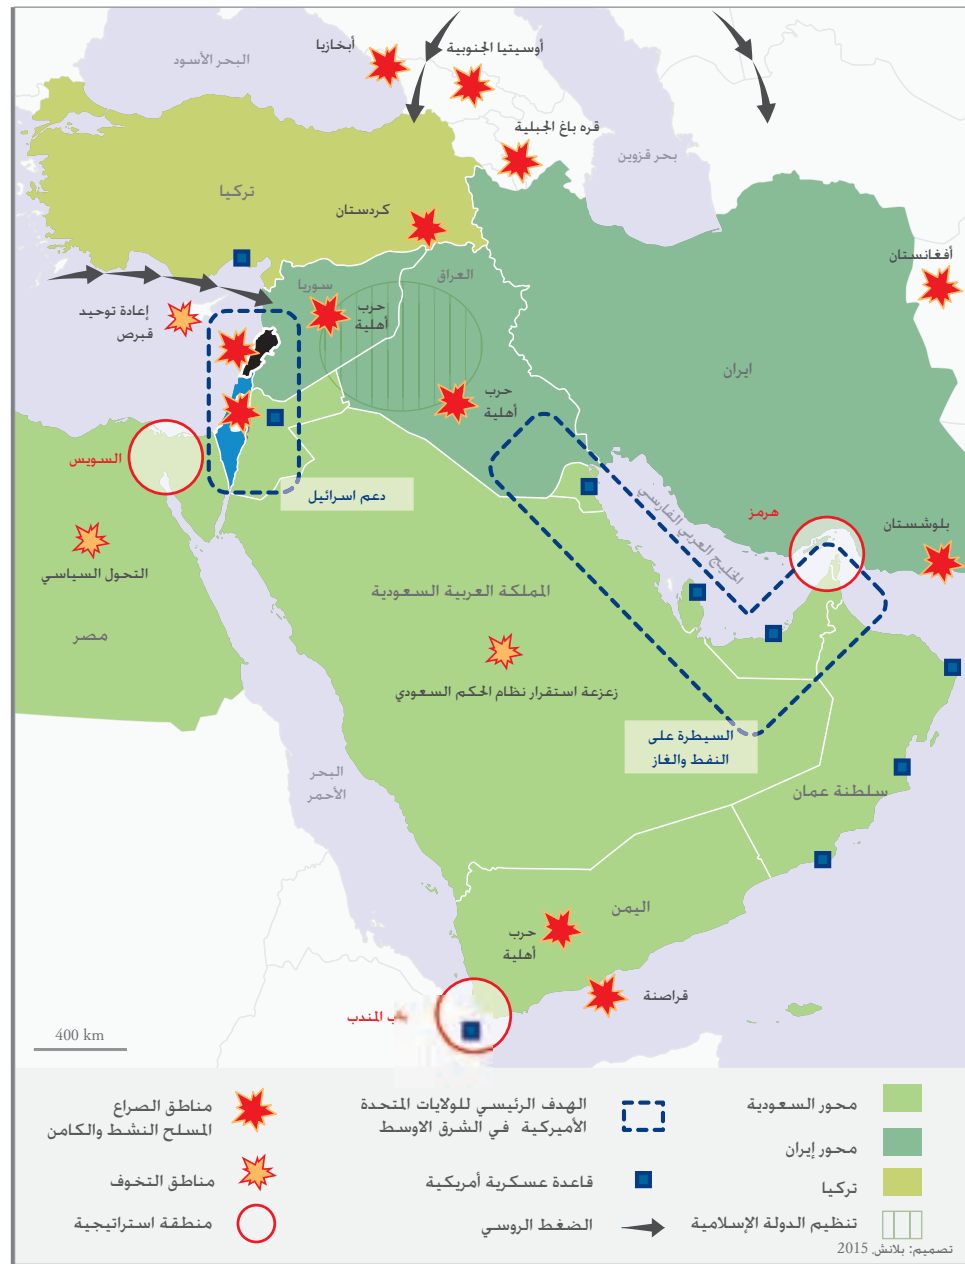 البحر الأسود
أبخازيا
أوسيتيا الجنوبية
قره باغ الجبلية
بحر قزوين
تركيا
كردستان
أفغانستان
العراق
سوريا
حرب
أهلية
إعادة توحيد
قبرص
ايران
حرب
أهلية
السويس
دعم اسرائيل
هرمز
الخليج العربي الفارسي
بلوشستان
التحول السياسي
المملكة العربية السعودية
مصر
زعزعة استقرار نظام الحكم السعودي
السيطرة على
النفط والغاز
البحر
الأحمر
سلطنة عمان
اليمن
حرب
أهلية
قراصنة
المندب
400 km
محور السعودية
محور إيران
تركيا
تنظيم الدولة الإسلامية
الهدف الرئيسي للولايات المتحدة
الأميركية في الشرق الاوسط
قاعدة عسكرية أمريكية
الضغط الروسي
مناطق الصراع
المسلح النشط والكامن
مناطق التخوف
منطقة استراتيجية
تصميم: بلانش، 2015